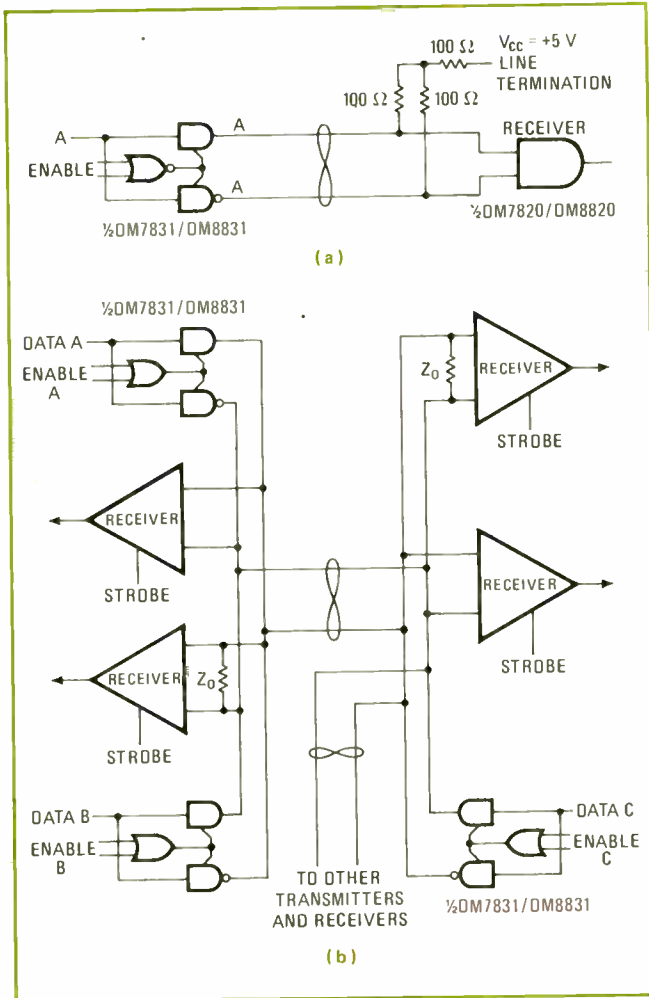 100 Ω
V_CC = +5 V
LINE
TERMINATION
100 Ω
100 Ω
RECEIVER
A
A
ENABLE
A
½DM7831/DM8831
½DM7820/DM8820
(a)
½DM7831/DM8831
DATA A
ENABLE
A
RECEIVER
Z₀
STROBE
RECEIVER
STROBE
RECEIVER
STROBE
RECEIVER
Z₀
STROBE
STROBE
DATA B
ENABLE
B
DATA C
ENABLE
C
TO OTHER
TRANSMITTERS
AND RECEIVERS
½DM7831/DM8831
(b)